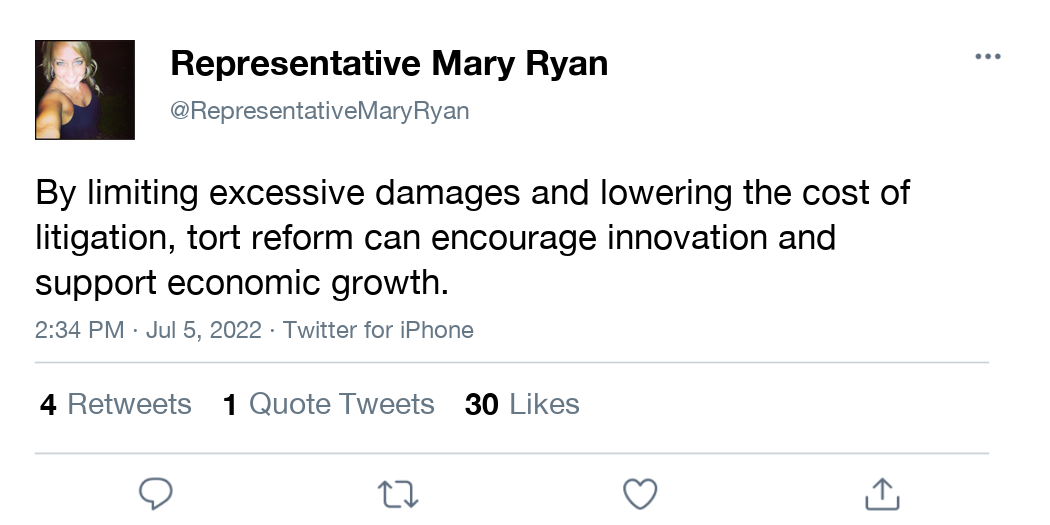 Representative Mary Ryan
@RepresentativeMaryRyan
By limiting excessive damages and lowering the cost of
litigation, tort reform can encourage innovation and
support economic growth.
2:34 PM · Jul 5, 2022 · Twitter for iPhone
4 Retweets 1 Quote Tweets 30 Likes